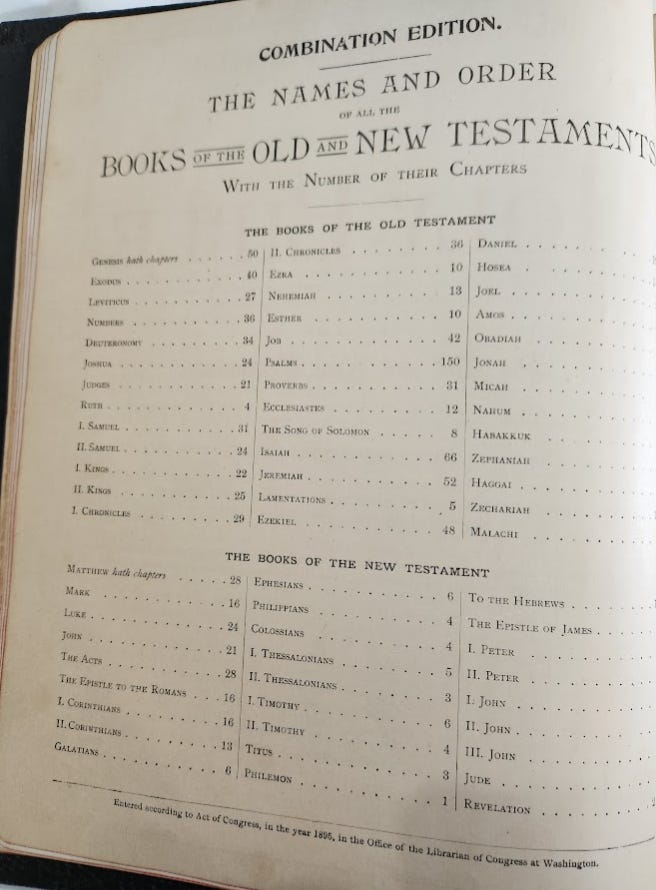 COMBINATION EDITION.
THE NAMES AND ORDER
OF ALL THE
BOOKS OF THE OLD AND NEW TESTAMENTS
WITH THE NUMBER OF THEIR CHAPTERS
THE BOOKS OF THE OLD TESTAMENT
GENESIS hath chapters . . . . . . 50
EXODUS . . . . . . 40
LEVITICUS . . . . . . 27
NUMBERS . . . . . . 36
DEUTERONOMY . . . . . . 34
JOSHUA . . . . . . 24
JUDGES . . . . . . 21
RUTH . . . . . . 4
I. SAMUEL . . . . . . 31
II. SAMUEL . . . . . . 24
I. KINGS . . . . . . 22
II. KINGS . . . . . . 25
I. CHRONICLES . . . . . . 29
II. CHRONICLES . . . . . . 36
EZRA . . . . . . 10
NEHEMIAH . . . . . . 13
ESTHER . . . . . . 10
JOB . . . . . . 42
PSALMS . . . . . . 150
PROVERBS . . . . . . 31
ECCLESIASTES . . . . . . 12
THE SONG OF SOLOMON . . . . . . 8
ISAIAH . . . . . . 66
JEREMIAH . . . . . . 52
LAMENTATIONS . . . . . . 5
EZEKIEL . . . . . . 48
DANIEL . . . . . .
HOSEA . . . . . .
JOEL . . . . . .
AMOS . . . . . .
OBADIAH . . . . . .
JONAH . . . . . .
MICAH . . . . . .
NAHUM . . . . . .
HABAKKUK . . . . . .
ZEPHANIAH . . . . . .
HAGGAI . . . . . .
ZECHARIAH . . . . . .
MALACHI . . . . . .
THE BOOKS OF THE NEW TESTAMENT
MATTHEW hath chapters . . . . . . 28
MARK . . . . . . 16
LUKE . . . . . . 24
JOHN . . . . . . 21
THE ACTS . . . . . . 28
THE EPISTLE TO THE ROMANS . . . 16
I. CORINTHIANS . . . . . . 16
II. CORINTHIANS . . . . . . 13
GALATIANS . . . . . . 6
EPHESIANS . . . . . . 6
PHILIPPIANS . . . . . . 4
COLOSSIANS . . . . . . 4
I. THESSALONIANS . . . . . . 5
II. THESSALONIANS . . . . . . 3
I. TIMOTHY . . . . . . 6
II. TIMOTHY . . . . . . 4
TITUS . . . . . . 3
PHILEMON . . . . . . 1
TO THE HEBREWS . . . . . .
THE EPISTLE OF JAMES . . . .
I. PETER . . . . . .
II. PETER . . . . . .
I. JOHN . . . . . .
II. JOHN . . . . . .
III. JOHN . . . . . .
JUDE . . . . . .
REVELATION . . . . . .
Entered according to Act of Congress, in the year 1895, in the Office of the Librarian of Congress at Washington.